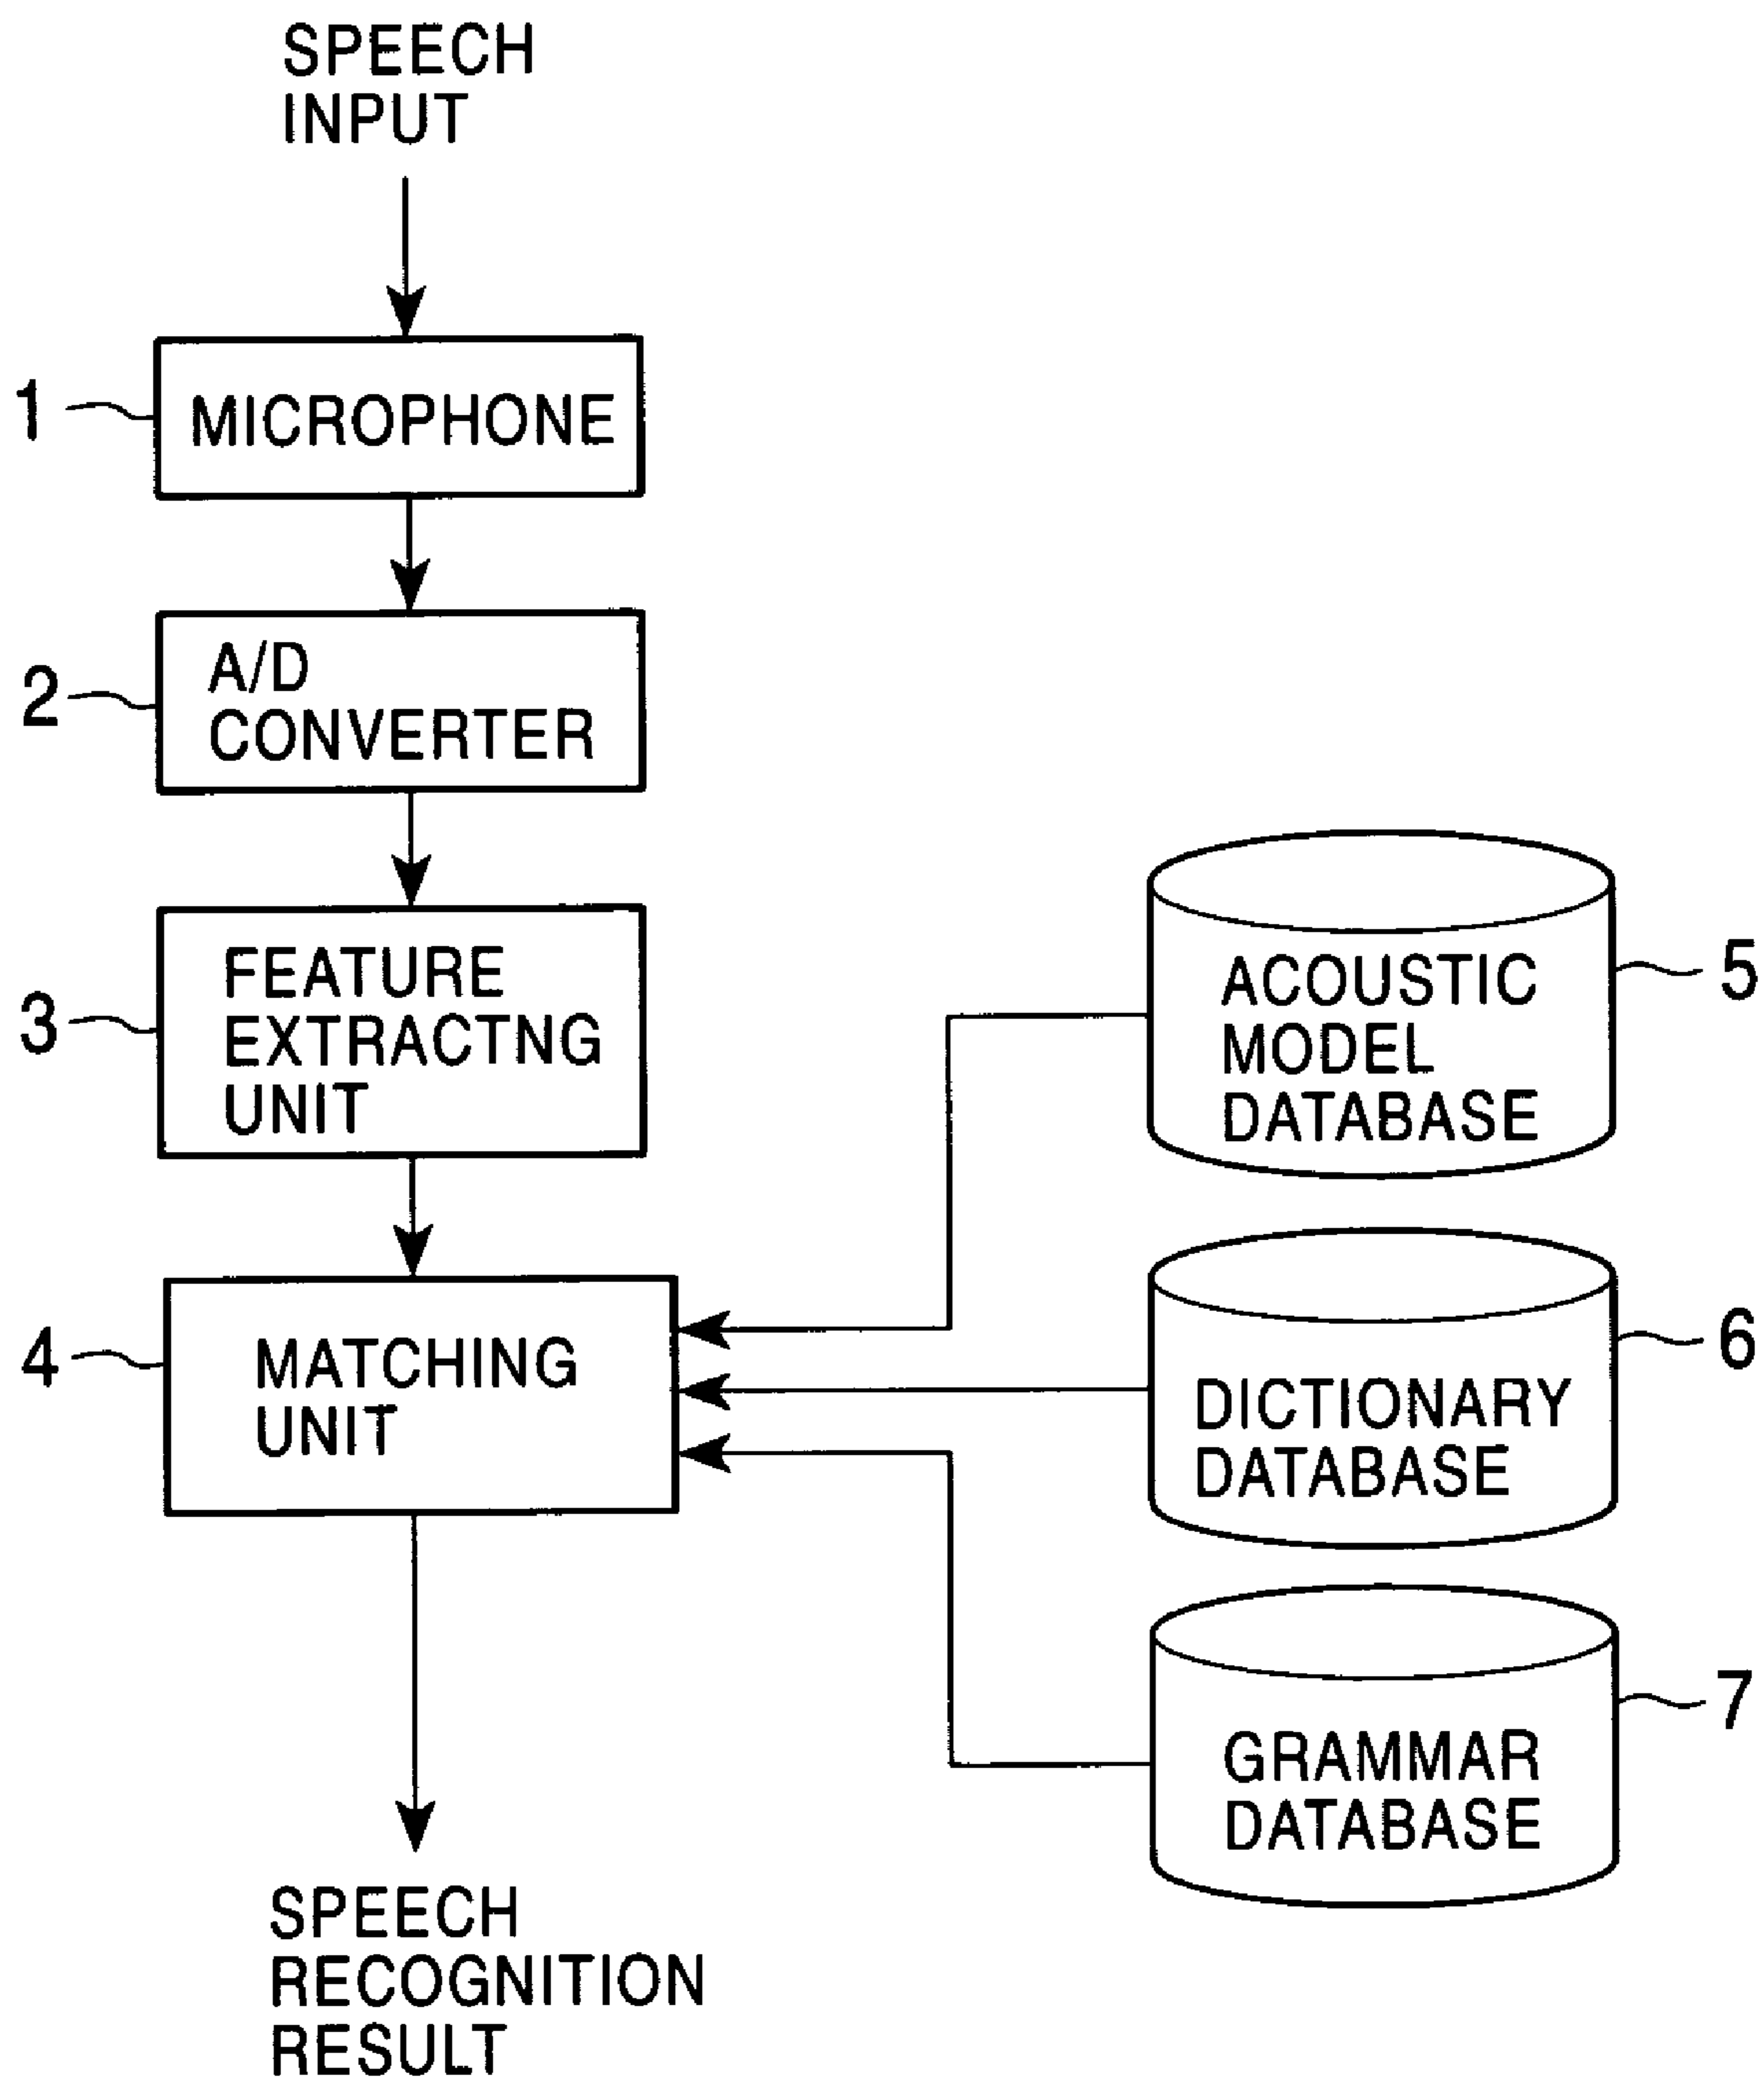 SPEECH
INPUT
1
MICROPHONE
2
A/D
CONVERTER
3
FEATURE
EXTRACTNG
UNIT
4
MATCHING
UNIT
5
ACOUSTIC
MODEL
DATABASE
6
DICTIONARY
DATABASE
7
GRAMMAR
DATABASE
SPEECH
RECOGNITION
RESULT